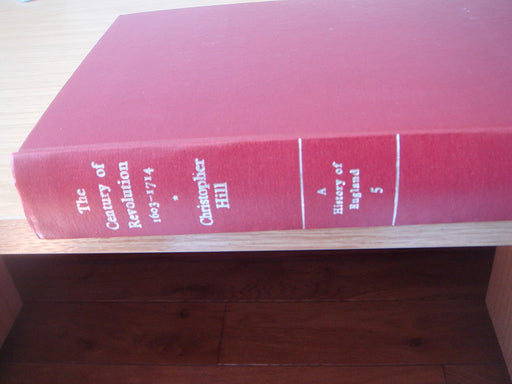 The
Century of
Revolution
1603-1714
*
Christopher
Hill
A
History of
England
5